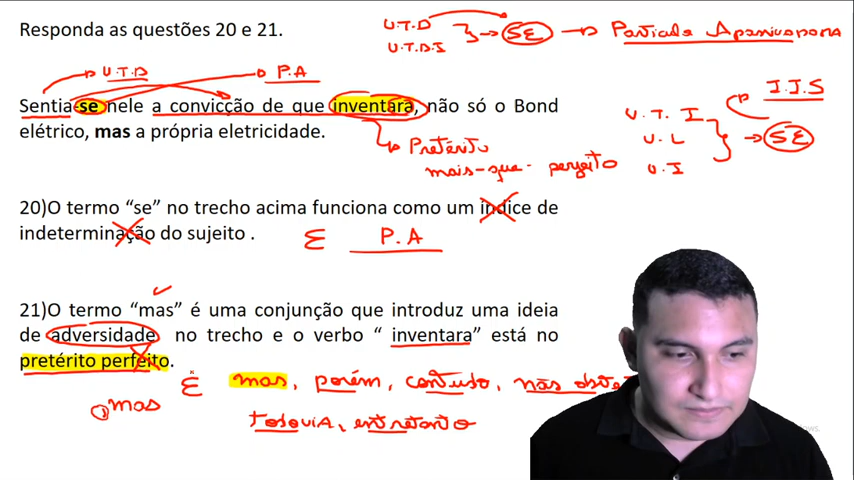 Responda as questões 20 e 21.
V.T.D
V.T.D.I
SE
Partícula Apassivadora
V.T.D
P.A
Sentia-se nele a convicção de que inventara, não só o Bond
elétrico, mas a própria eletricidade.
Pretérito
mais-que-perfeito
I.I.S
V.T.I
V.L
V.I
SE
20)O termo “se” no trecho acima funciona como um índice de
indeterminação do sujeito .
E P.A
21)O termo “mas” é uma conjunção que introduz uma ideia
de adversidade no trecho e o verbo “ inventara” está no
pretérito perfeito.
E mas, porém, contudo, não obst
todavia, entretanto
mas